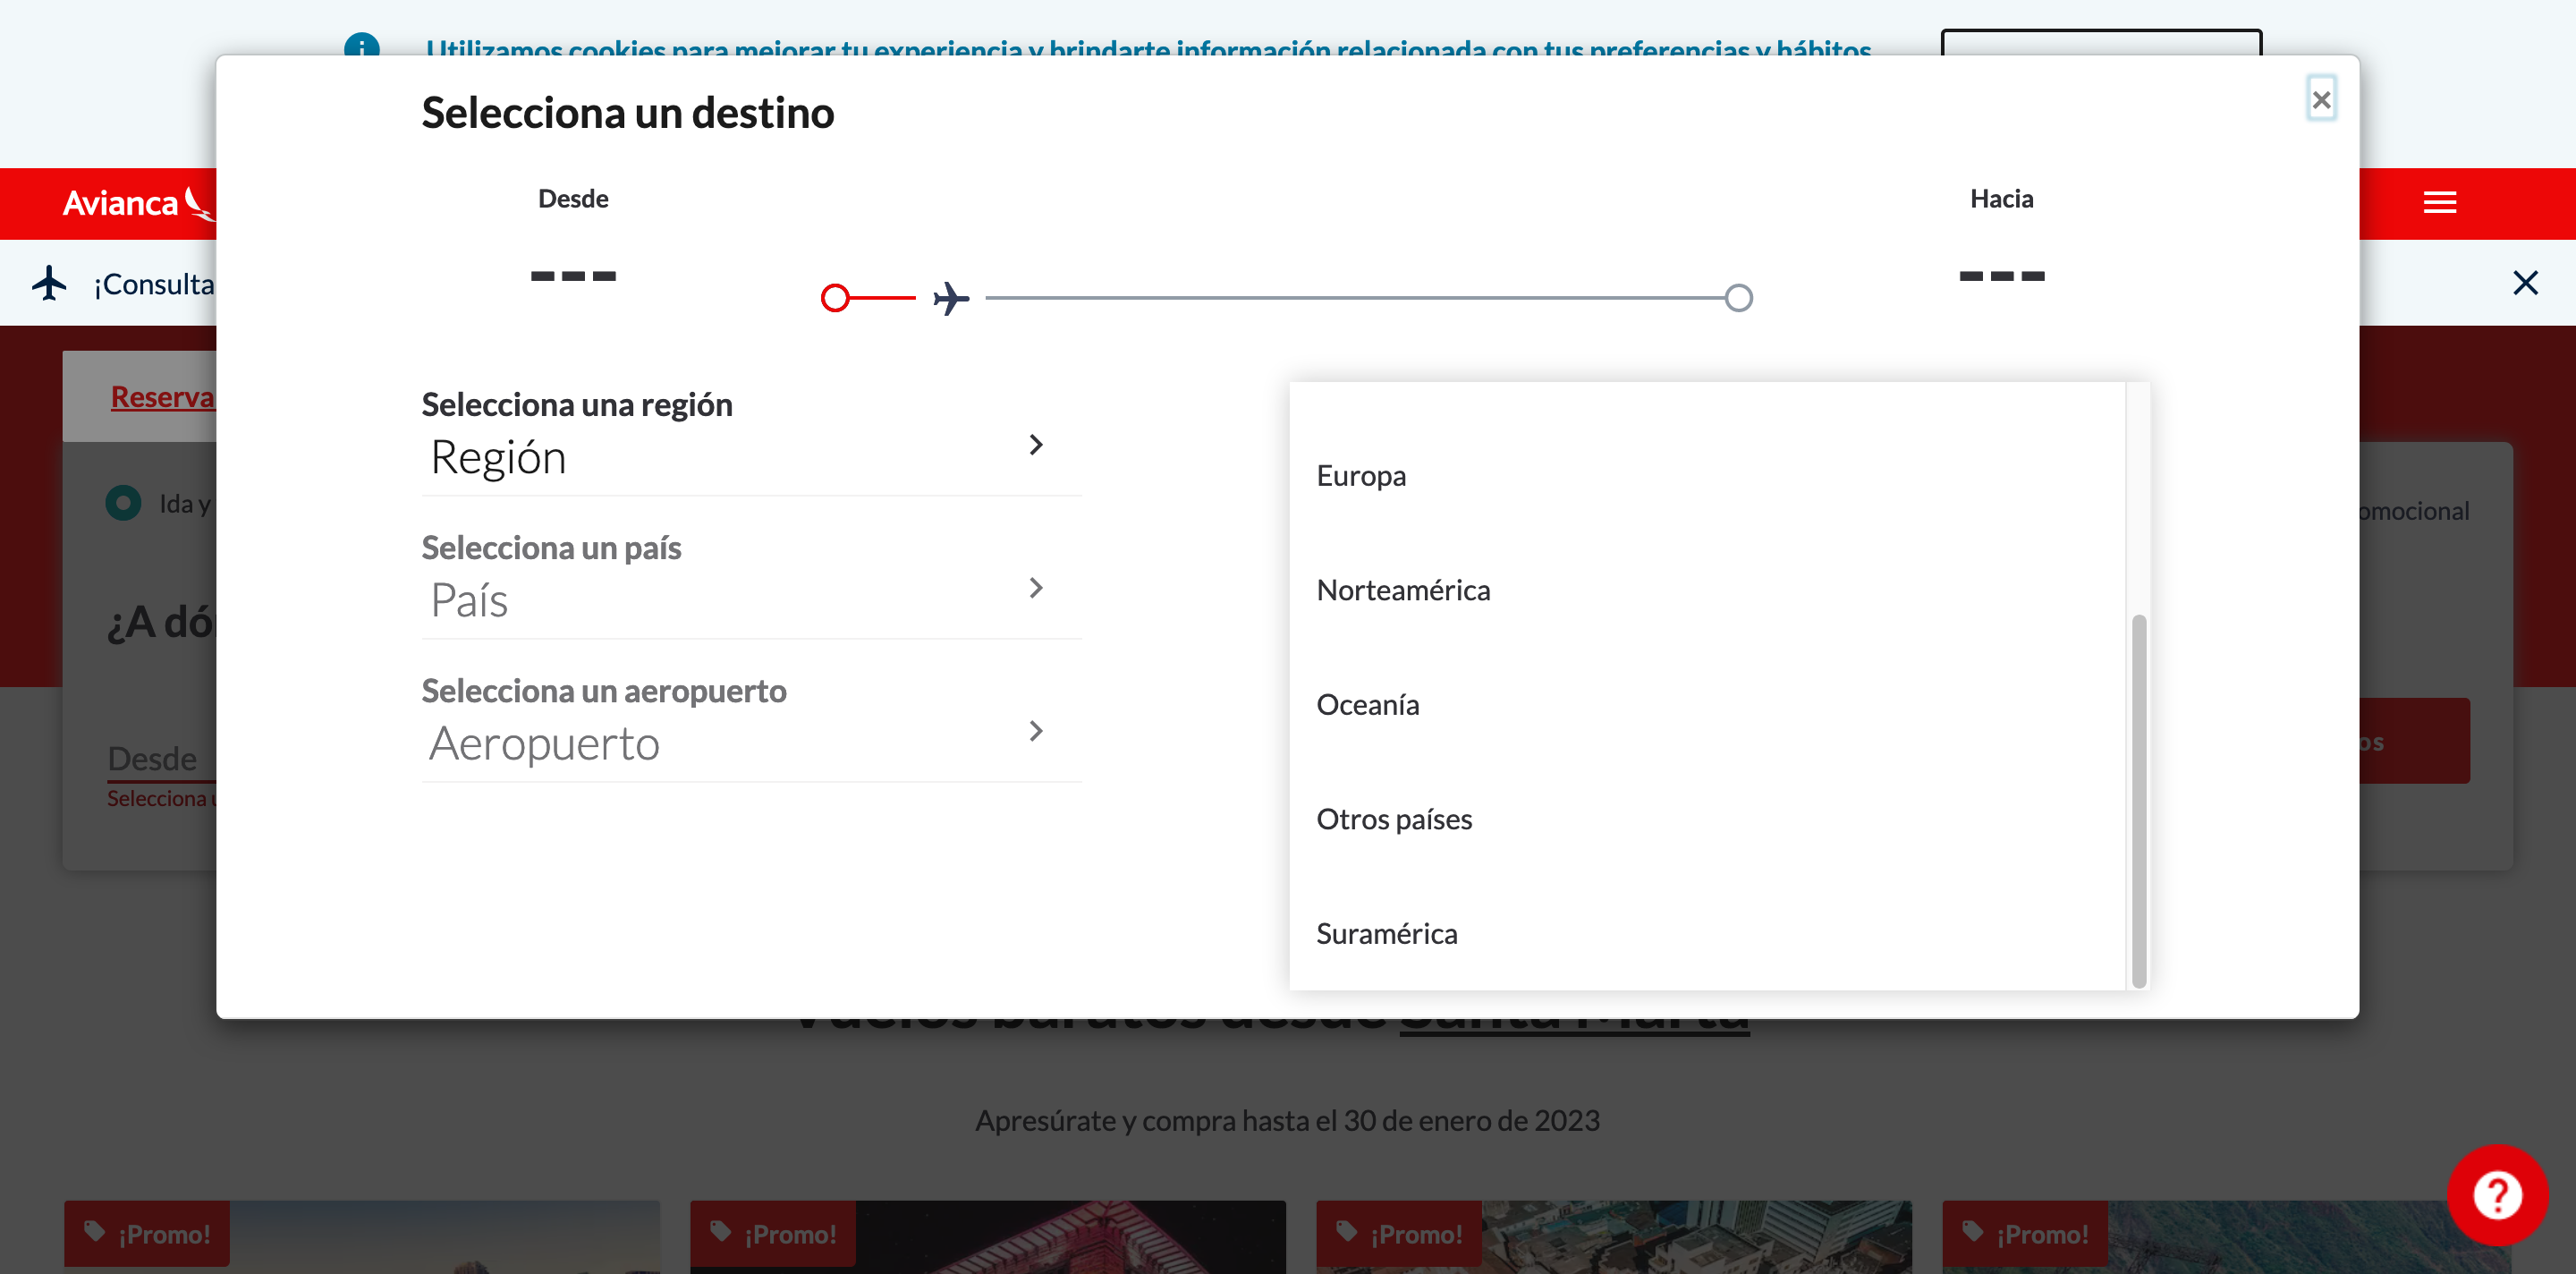 Utilizamos cookies para mejorar tu experiencia y brindarte información relacionada con tus preferencias y hábitos
Selecciona un destino
×
Desde
Hacia
Avianca
---
---
¡Consulta
Reserva
Selecciona una región
Región
Europa
Ida y
omocional
Selecciona un país
País
Norteamérica
¿A dó
Selecciona un aeropuerto
Aeropuerto
Oceanía
Desde
os
Selecciona
Otros países
Suramérica
Vuelos baratos desde Santa Marta
Apresúrate y compra hasta el 30 de enero de 2023
¡Promo!
¡Promo!
¡Promo!
¡Promo!
?